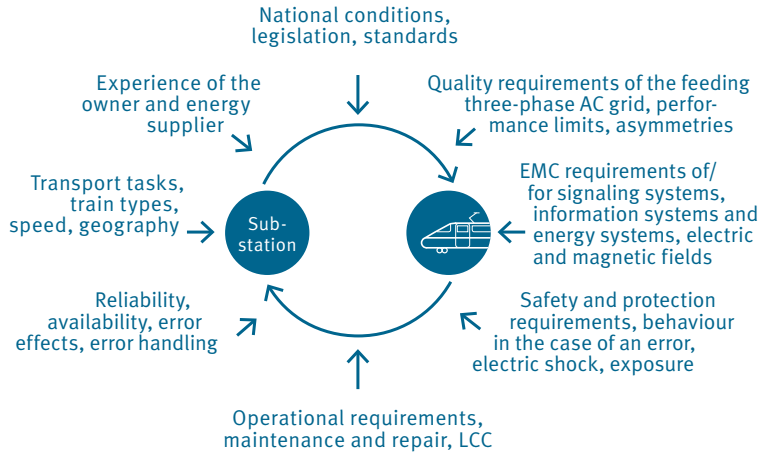 National conditions,
legislation, standards
Experience of the
owner and energy
supplier
Quality requirements of the feeding
three-phase AC grid, perfor-
mance limits, asymmetries
Transport tasks,
train types,
speed, geography
Sub-
station
EMC requirements of/
for signaling systems,
information systems and
energy systems, electric
and magnetic fields
Reliability,
availability, error
effects, error handling
Safety and protection
requirements, behaviour
in the case of an error,
electric shock, exposure
Operational requirements,
maintenance and repair, LCC